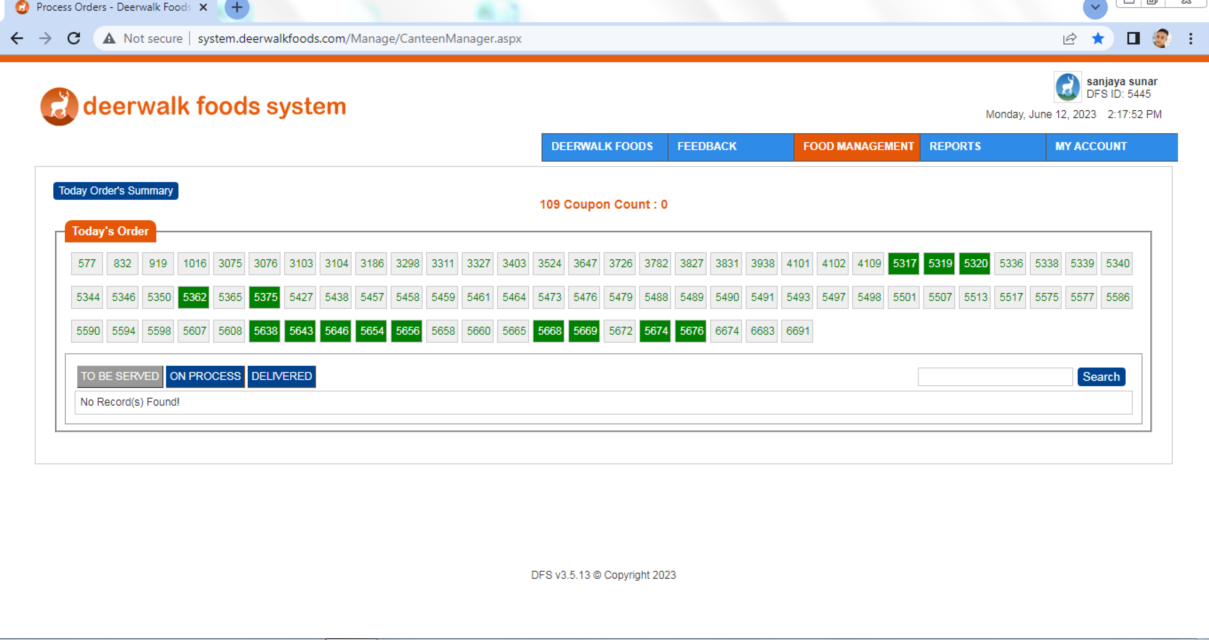 Process Orders - Deerwalk Foods
Not secure | system.deerwalkfoods.com/Manage/CanteenManager.aspx
sanjaya sunar
DFS ID: 5445
deerwalk foods system
Monday, June 12, 2023 2:17:52 PM
DEERWALK FOODS FEEDBACK FOOD MANAGEMENT REPORTS MY ACCOUNT
Today Order's Summary
109 Coupon Count : 0
Today's Order
577 832 919 1016 3075 3076 3103 3104 3186 3298 3311 3327 3403 3524 3647 3726 3782 3827 3831 3938 4101 4102 4109 5317 5319 5320 5336 5338 5339 5340
5344 5346 5350 5362 5365 5375 5427 5438 5457 5458 5459 5461 5464 5473 5476 5479 5488 5489 5490 5491 5493 5497 5498 5501 5507 5513 5517 5575 5577 5586
5590 5594 5598 5607 5608 5638 5643 5646 5654 5656 5658 5660 5665 5668 5669 5672 5674 5676 6674 6683 6691
TO BE SERVED ON PROCESS DELIVERED Search
No Record(s) Found!
DFS v3.5.13 © Copyright 2023